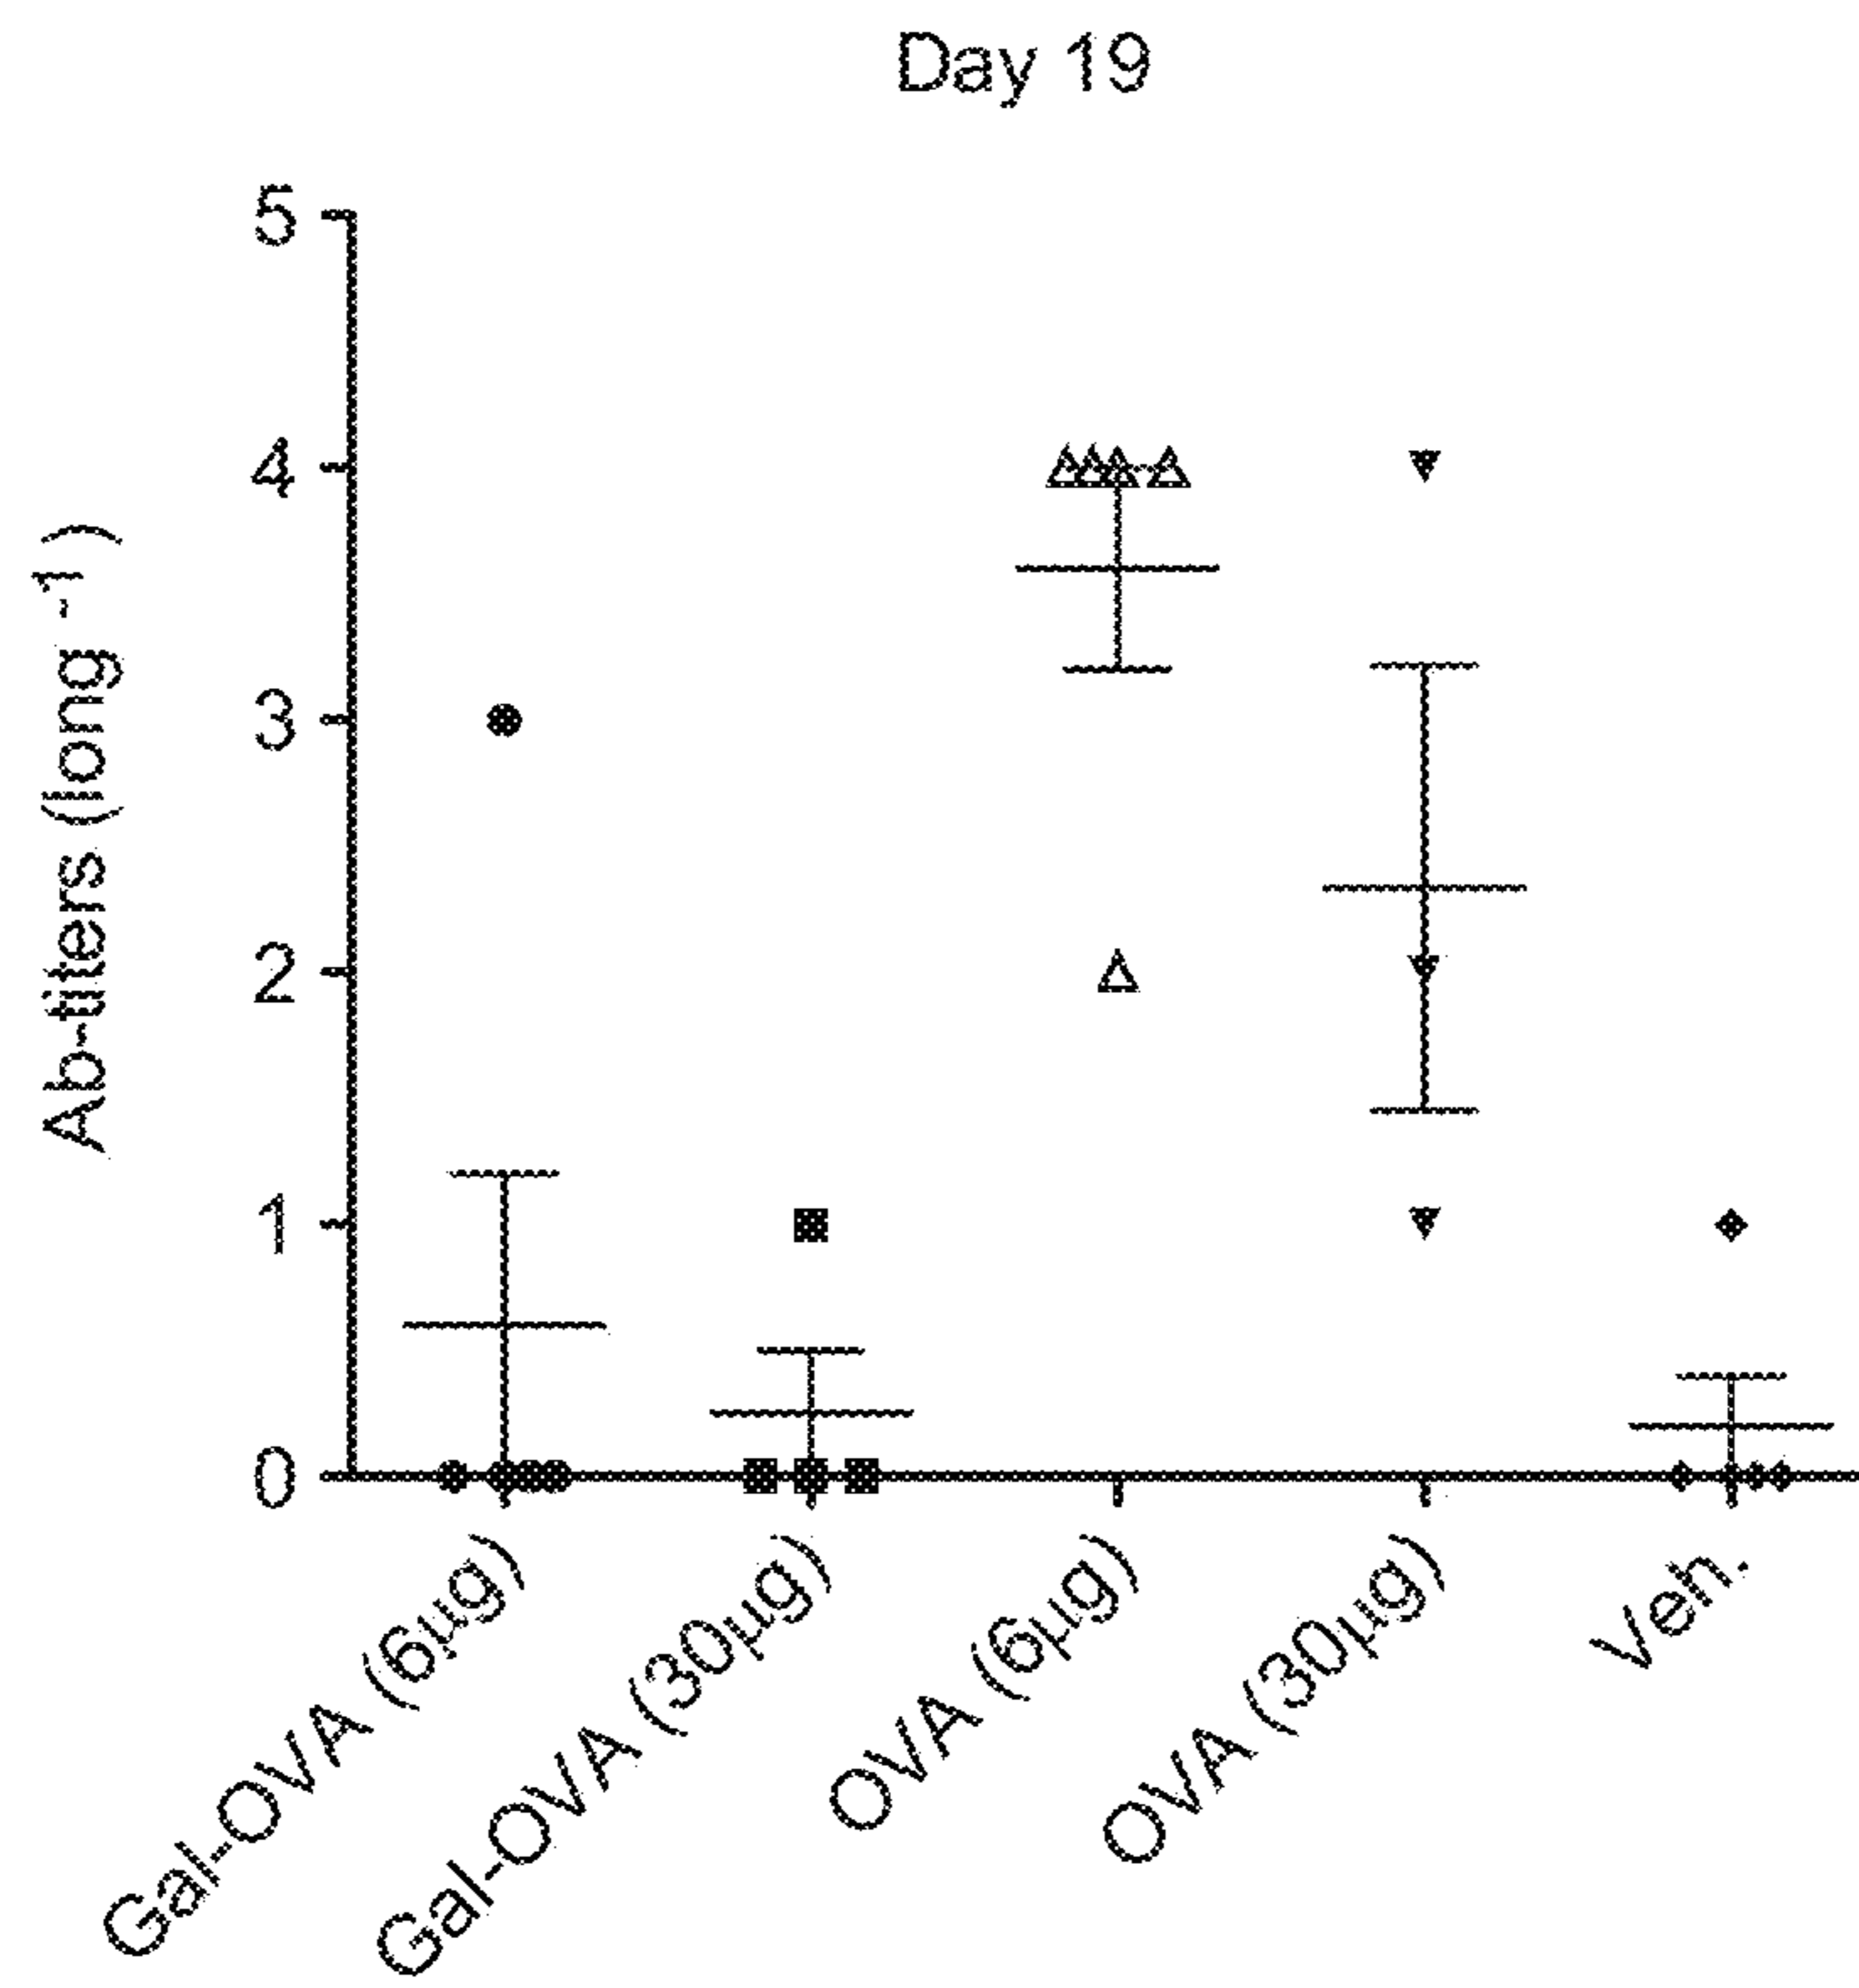 Day 19
Ab-titers (long -1)
5
4
3
2
1
0
Gal-OVA (6µg)
Gal-OVA (30µg)
OVA (6µg)
OVA (30µg)
Veh.